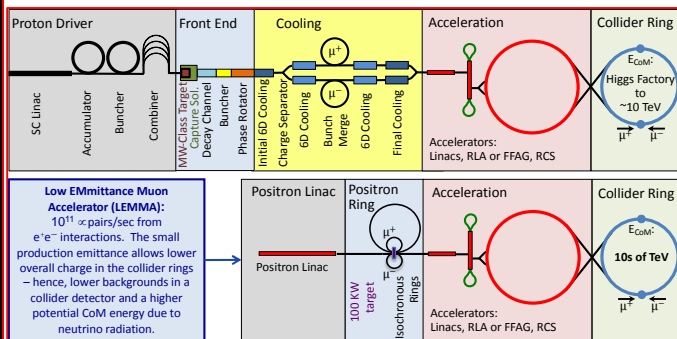 Proton Driver
Front End
Cooling
Acceleration
Collider Ring
SC Linac
Accumulator
Buncher
Combiner
MW-Class Target
Capture Sol.
Decay Channel
Buncher
Phase Rotator
Initial 6D Cooling
Charge Separator
6D Cooling
μ⁺
μ⁻
Bunch
Merge
6D Cooling
Final Cooling
Accelerators:
Linacs, RLA or FFAG, RCS
E_CoM:
Higgs Factory
to
~10 TeV
μ⁺ μ⁻
Low EMmittance Muon
Accelerator (LEMMA):
10¹¹ ∝ pairs/sec from
e⁺e⁻ interactions. The small
production emittance allows lower
overall charge in the collider rings
– hence, lower backgrounds in a
collider detector and a higher
potential CoM energy due to
neutrino radiation.
Positron Linac
Positron
Ring
Acceleration
Collider Ring
Positron Linac
μ⁺
μ⁻
100 KW
target
Isochronous
Rings
Accelerators:
Linacs, RLA or FFAG, RCS
E_CoM:
10s of TeV
μ⁺ μ⁻